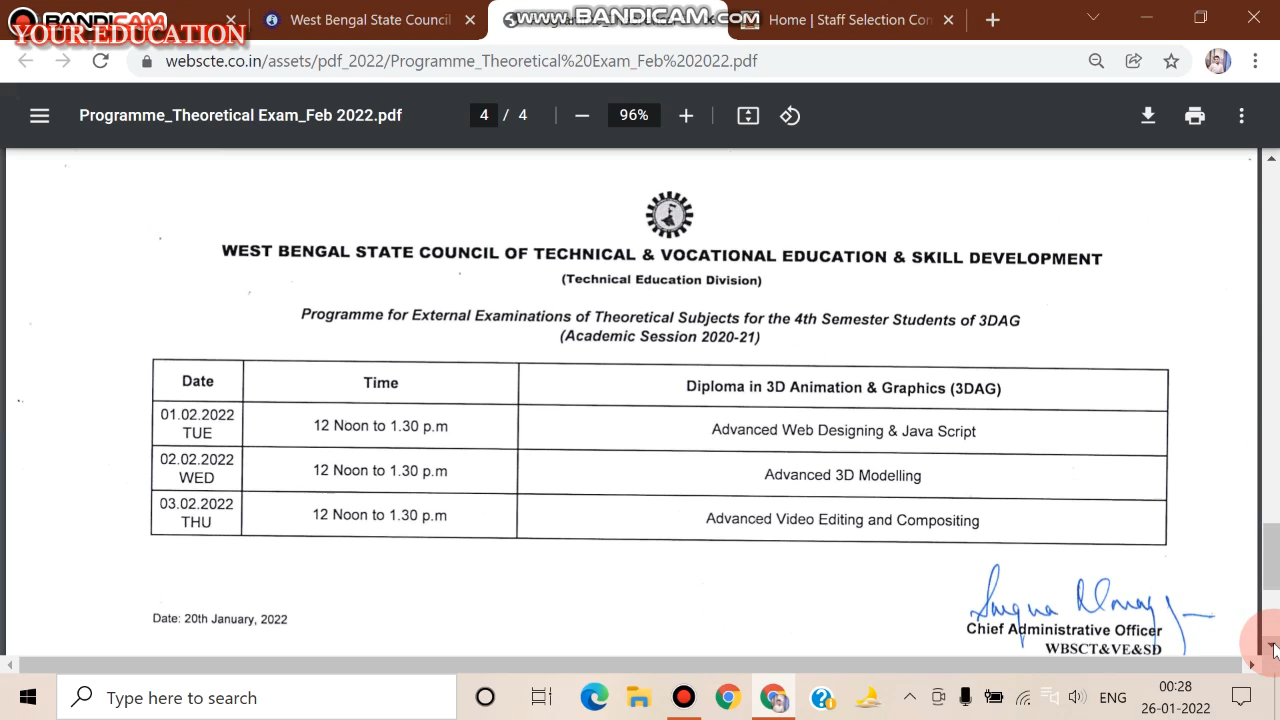 BANDICAM
YOUR EDUCATION
West Bengal State Council
www.BANDICAM.com
Home | Staff Selection Con
webscte.co.in/assets/pdf_2022/Programme_Theoretical%20Exam_Feb%202022.pdf
Programme_Theoretical Exam_Feb 2022.pdf
4 / 4
96%
WEST BENGAL STATE COUNCIL OF TECHNICAL & VOCATIONAL EDUCATION & SKILL DEVELOPMENT
(Technical Education Division)
Programme for External Examinations of Theoretical Subjects for the 4th Semester Students of 3DAG
(Academic Session 2020-21)
Date Time Diploma in 3D Animation & Graphics (3DAG)
01.02.2022
TUE
12 Noon to 1.30 p.m
Advanced Web Designing & Java Script
02.02.2022
WED
12 Noon to 1.30 p.m
Advanced 3D Modelling
03.02.2022
THU
12 Noon to 1.30 p.m
Advanced Video Editing and Compositing
Date: 20th January, 2022
Chief Administrative Officer
WBSCT&VE&SD
Type here to search
ENG
00:28
26-01-2022